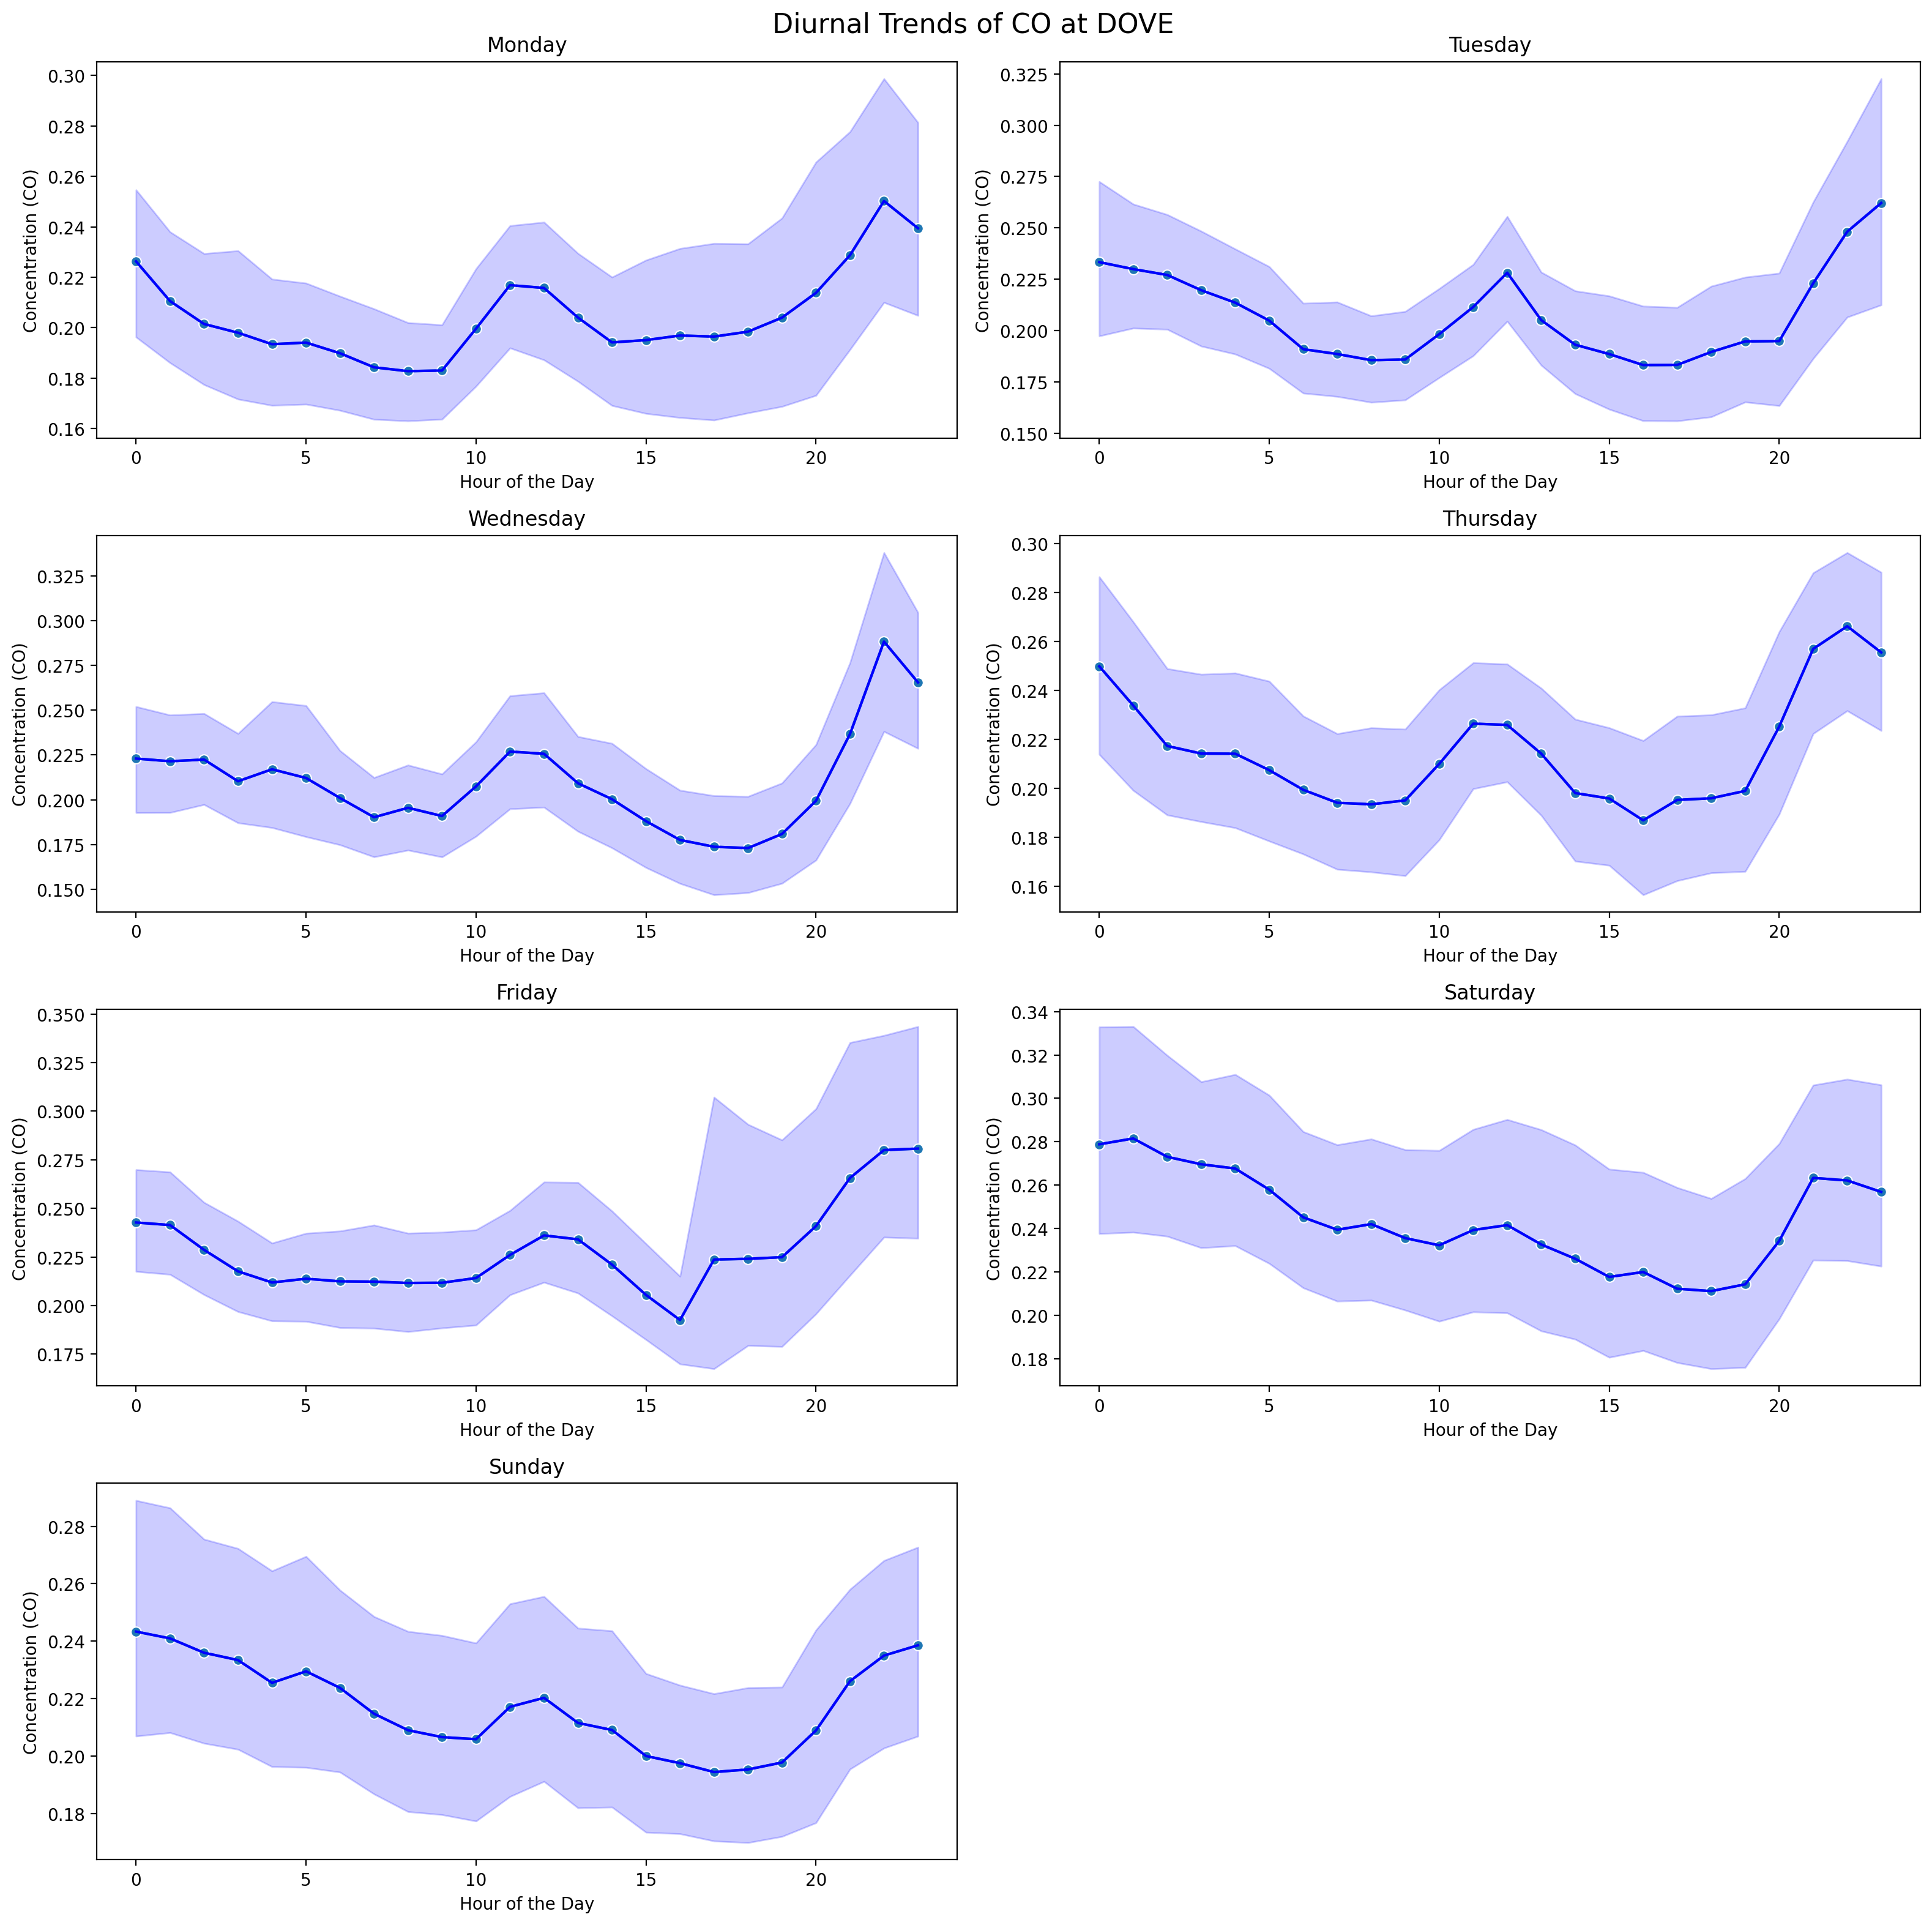 Diurnal Trends of CO at DOVE
Monday
Concentration (CO)
0.30
0.28
0.26
0.24
0.22
0.20
0.18
0.16
0 5 10 15 20
Hour of the Day
Tuesday
Concentration (CO)
0.325
0.300
0.275
0.250
0.225
0.200
0.175
0.150
0 5 10 15 20
Hour of the Day
Wednesday
Concentration (CO)
0.325
0.300
0.275
0.250
0.225
0.200
0.175
0.150
0 5 10 15 20
Hour of the Day
Thursday
Concentration (CO)
0.30
0.28
0.26
0.24
0.22
0.20
0.18
0.16
0 5 10 15 20
Hour of the Day
Friday
Concentration (CO)
0.350
0.325
0.300
0.275
0.250
0.225
0.200
0.175
0 5 10 15 20
Hour of the Day
Saturday
Concentration (CO)
0.34
0.32
0.30
0.28
0.26
0.24
0.22
0.20
0.18
0 5 10 15 20
Hour of the Day
Sunday
Concentration (CO)
0.28
0.26
0.24
0.22
0.20
0.18
0 5 10 15 20
Hour of the Day